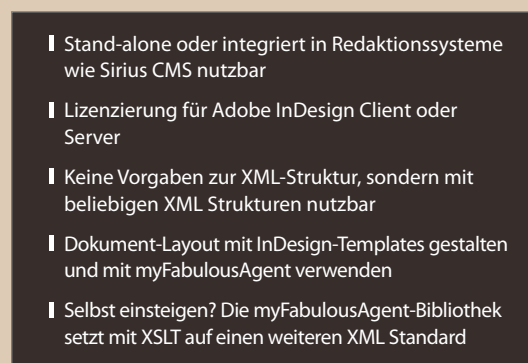 Stand-alone oder integriert in Redaktionssysteme
wie Sirius CMS nutzbar
Lizenzierung für Adobe InDesign Client oder
Server
Keine Vorgaben zur XML-Struktur, sondern mit
beliebigen XML Strukturen nutzbar
Dokument-Layout mit InDesign-Templates gestalten
und mit myFabulousAgent verwenden
Selbst einsteigen? Die myFabulousAgent-Bibliothek
setzt mit XSLT auf einen weiteren XML Standard